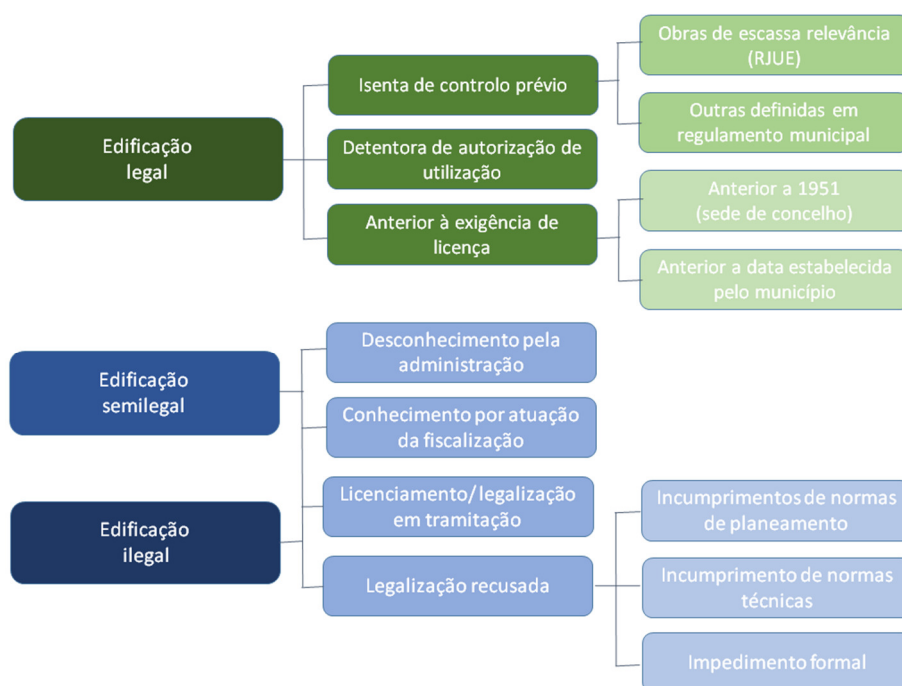 Edificação
legal
Isenta de controlo prévio
Obras de escassa relevância
(RJUE)
Outras definidas em
regulamento municipal
Detentora de autorização de
utilização
Anterior à exigência de
licença
Anterior a 1951
(sede de concelho)
Anterior a data estabelecida
pelo município
Edificação
semilegal
Edificação
ilegal
Desconhecimento pela
administração
Conhecimento por atuação
da fiscalização
Licenciamento/ legalização
em tramitação
Legalização recusada
Incumprimentos de normas
de planeamento
Incumprimento de normas
técnicas
Impedimento formal